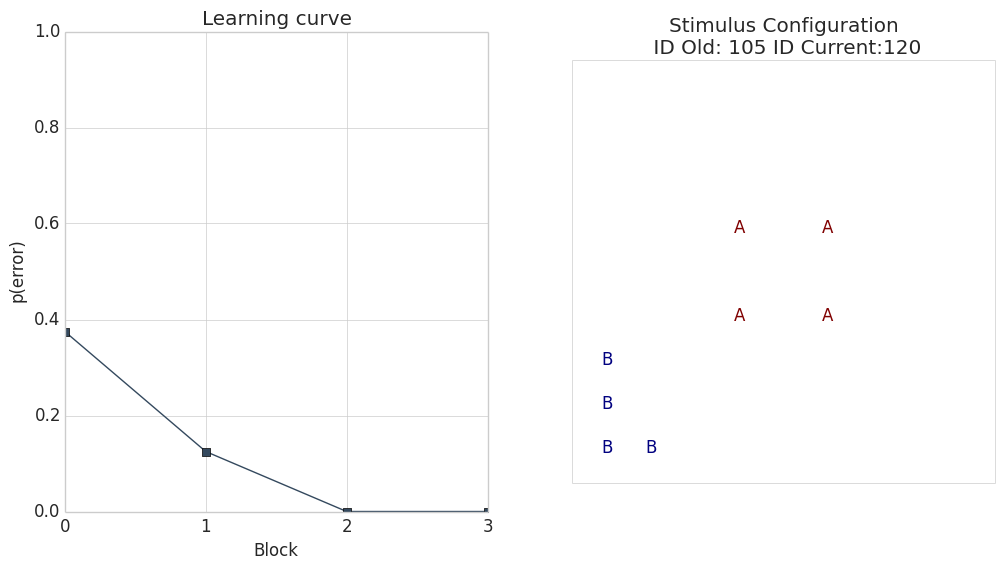 Learning curve
1.0
0.8
0.6
0.4
0.2
0.0
p(error)
0 1 2 3
Block
Stimulus Configuration
ID Old: 105 ID Current:120
A A
A A
B
B
B B